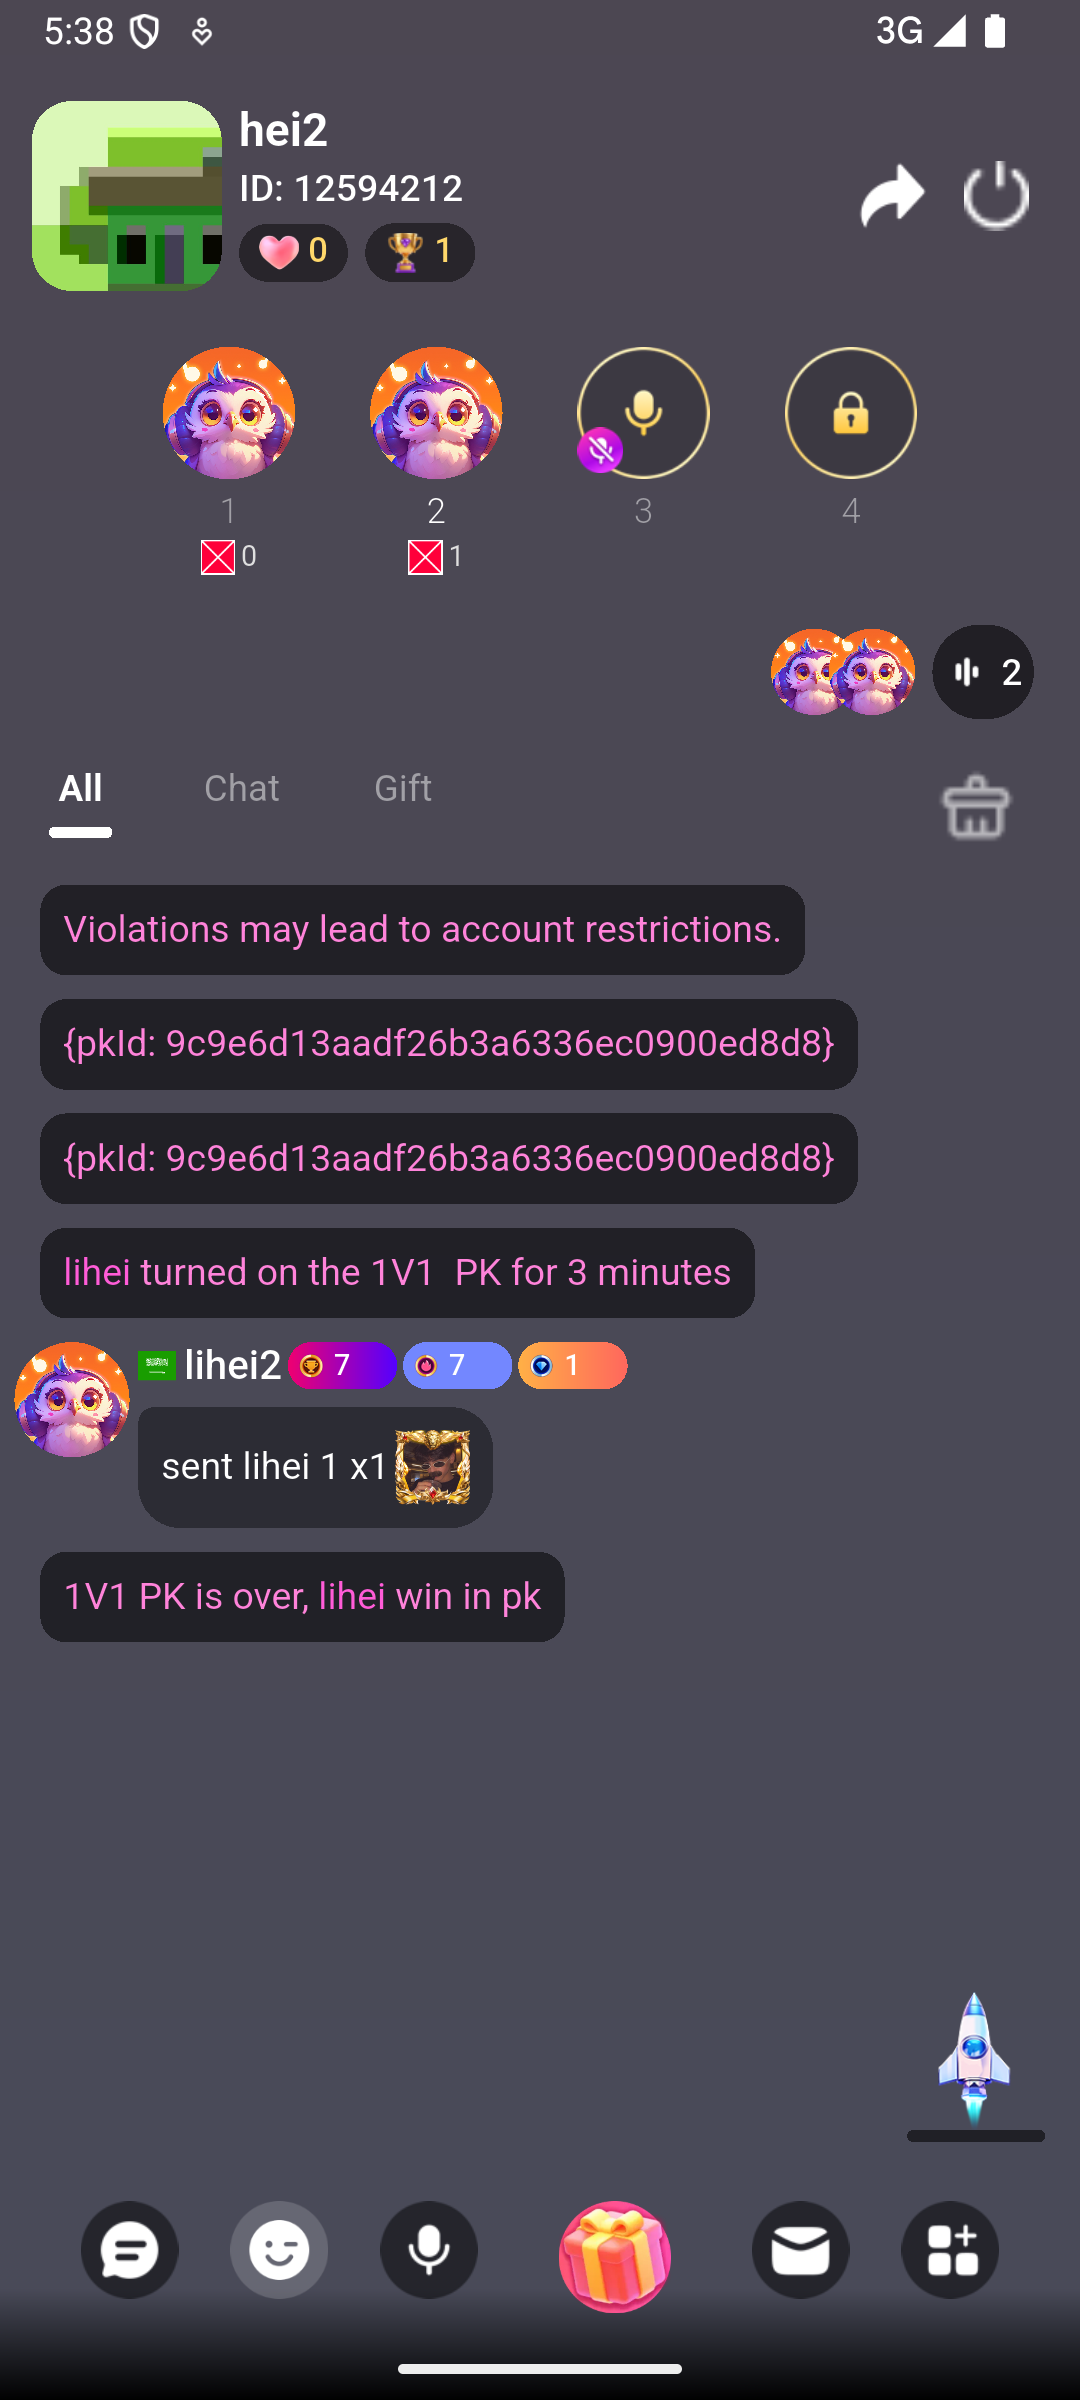 5:38
3G
hei2
ID: 12594212
0
1
1
2
3
4
0
1
2
All
Chat
Gift
Violations may lead to account restrictions.
{pkId: 9c9e6d13aadf26b3a6336ec0900ed8d8}
{pkId: 9c9e6d13aadf26b3a6336ec0900ed8d8}
lihei turned on the 1V1  PK for 3 minutes
lihei2 7 7 1
sent lihei 1 x1
1V1 PK is over, lihei win in pk